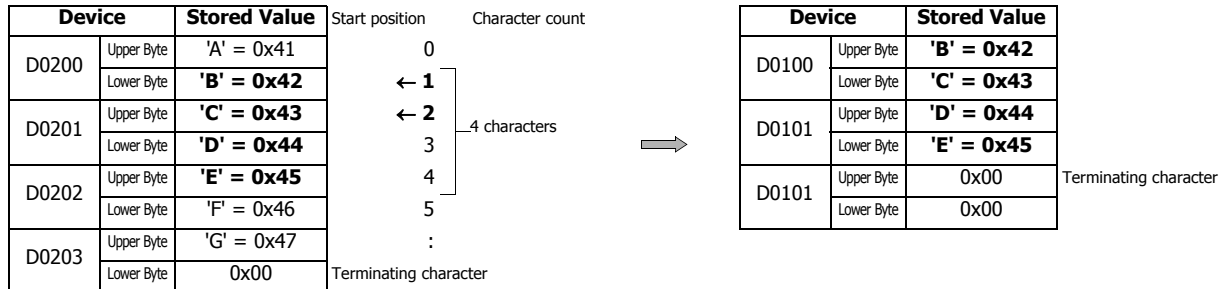 Device Stored Value Start position Character count
D0200 Upper Byte 'A' = 0x41 0
Lower Byte 'B' = 0x42 ← 1
D0201 Upper Byte 'C' = 0x43 ← 2
4 characters
Lower Byte 'D' = 0x44 3
D0202 Upper Byte 'E' = 0x45 4
Lower Byte 'F' = 0x46 5
D0203 Upper Byte 'G' = 0x47 :
Lower Byte 0x00 Terminating character
Device Stored Value
D0100 Upper Byte 'B' = 0x42
Lower Byte 'C' = 0x43
D0101 Upper Byte 'D' = 0x44
Lower Byte 'E' = 0x45
D0101 Upper Byte 0x00 Terminating character
Lower Byte 0x00